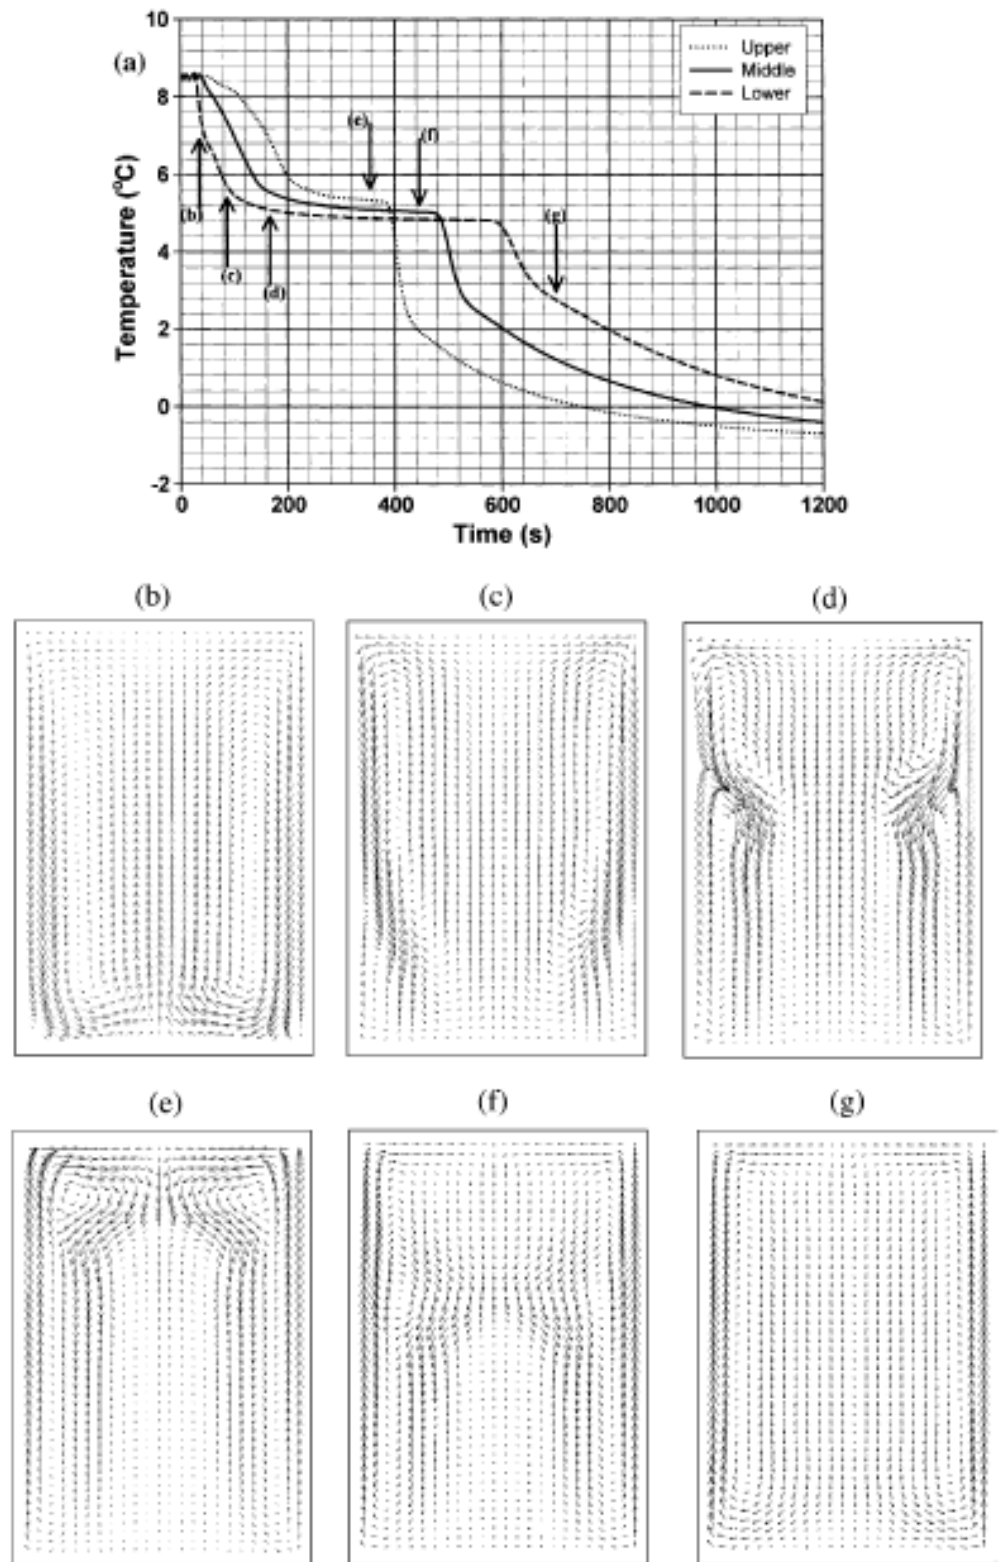 (a)
Temperature (°C)
10
8
6
4
2
0
-2
Upper
Middle
Lower
(e)
(f)
(b)
(g)
(c)
(d)
0 200 400 600 800 1000 1200
Time (s)
(b) (c) (d)
(e) (f) (g)